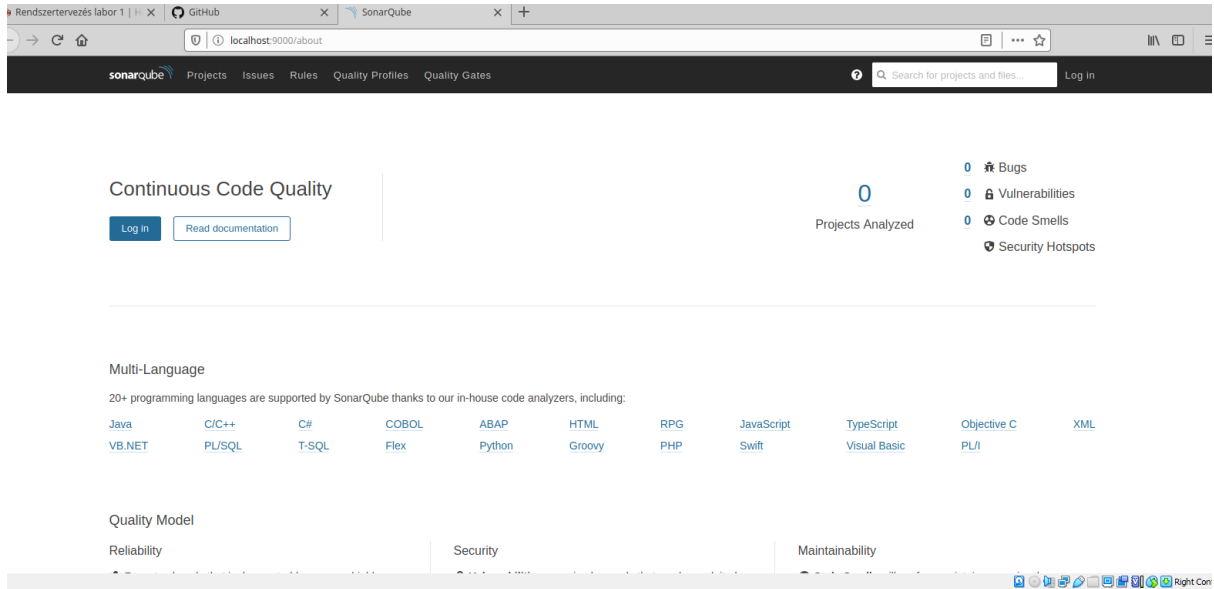 Rendszertervezés labor 1 | H
GitHub
SonarQube
localhost:9000/about
sonarqube Projects Issues Rules Quality Profiles Quality Gates
Search for projects and files...
Log in
Continuous Code Quality
Log in
Read documentation
0
Projects Analyzed
0 Bugs
0 Vulnerabilities
0 Code Smells
Security Hotspots
Multi-Language
20+ programming languages are supported by SonarQube thanks to our in-house code analyzers, including:
Java C/C++ C# COBOL ABAP HTML RPG JavaScript TypeScript Objective C XML
VB.NET PL/SQL T-SQL Flex Python Groovy PHP Swift Visual Basic PL/I
Quality Model
Reliability
Security
Maintainability
Right Con